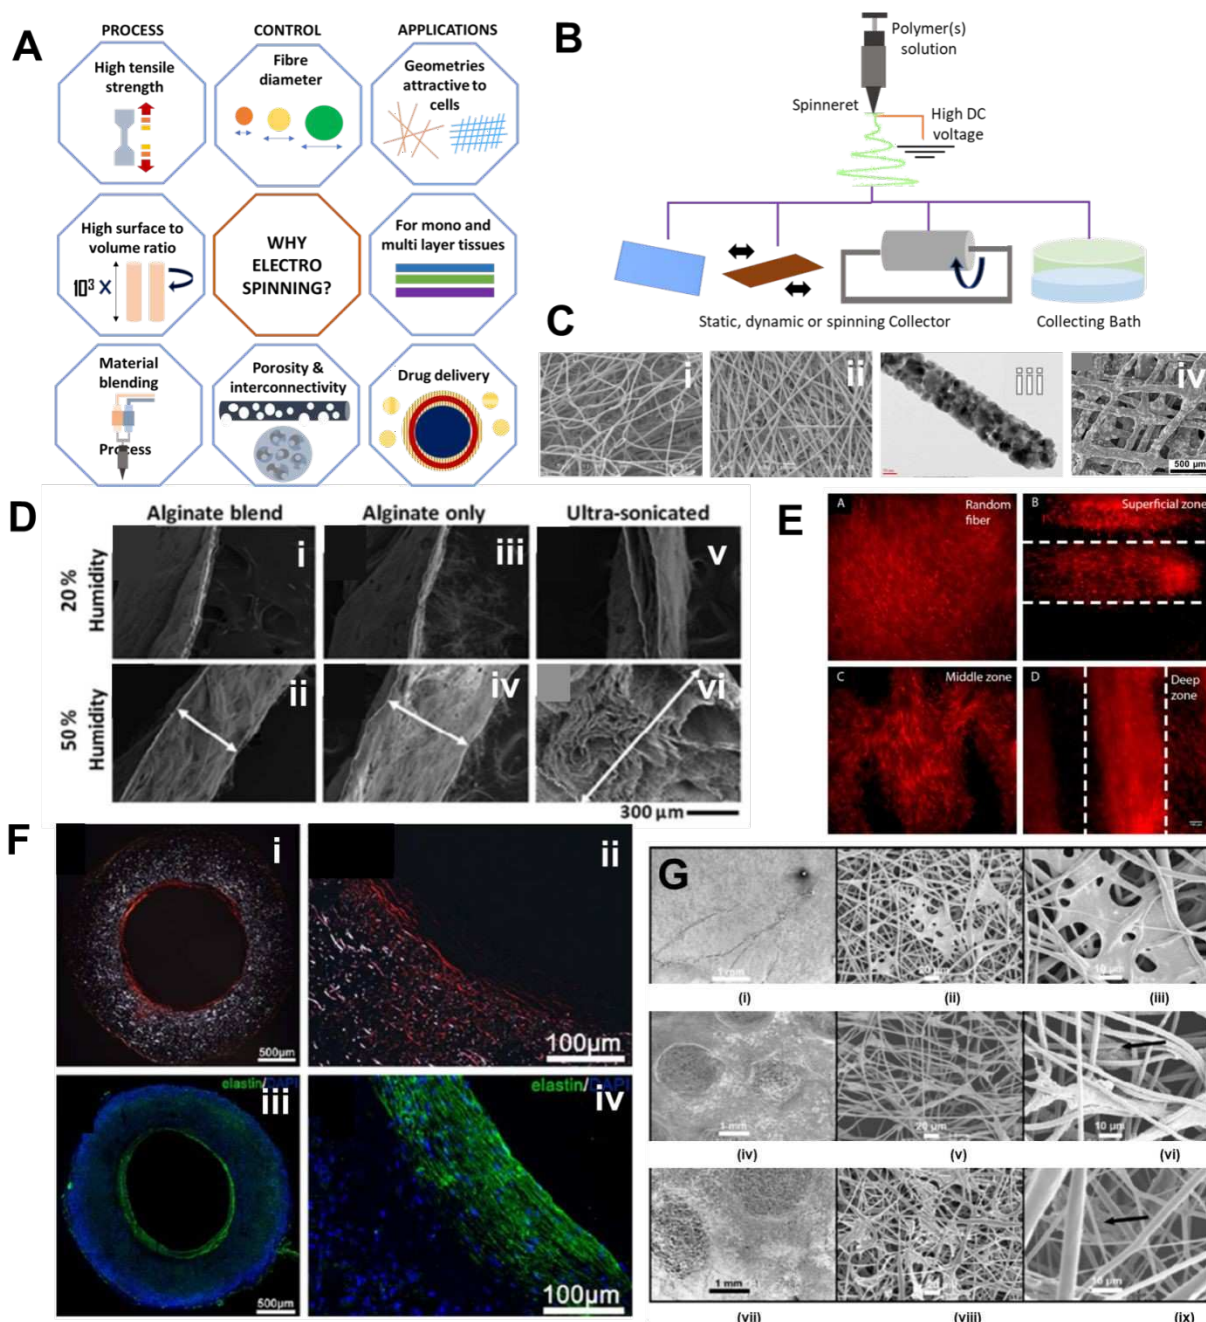 A
PROCESS
CONTROL
APPLICATIONS
High tensile
strength
Fibre
diameter
Geometries
attractive to
cells
High surface to
volume ratio
10³ X
WHY
ELECTRO
SPINNING?
For mono and
multi layer tissues
Material
blending
Process
Porosity &
interconnectivity
Drug delivery
B
Polymer(s)
solution
Spinneret
High DC
voltage
Static, dynamic or spinning Collector
Collecting Bath
C
i
ii
iii
iv
500 µm
D
Alginate blend
Alginate only
Ultra-sonicated
20%
Humidity
i
iii
v
50%
Humidity
ii
iv
vi
300 µm
E
A
Random
fiber
B
Superficial zone
C
Middle zone
D
Deep
zone
F
i
500µm
ii
100µm
elastin/DAPI
iii
500µm
elastin/DAPI
iv
100µm
G
1 mm
10 µm
(i)
(ii)
(iii)
1 mm
20 µm
10 µm
(iv)
(v)
(vi)
1 mm
10 µm
(vii)
(viii)
(ix)